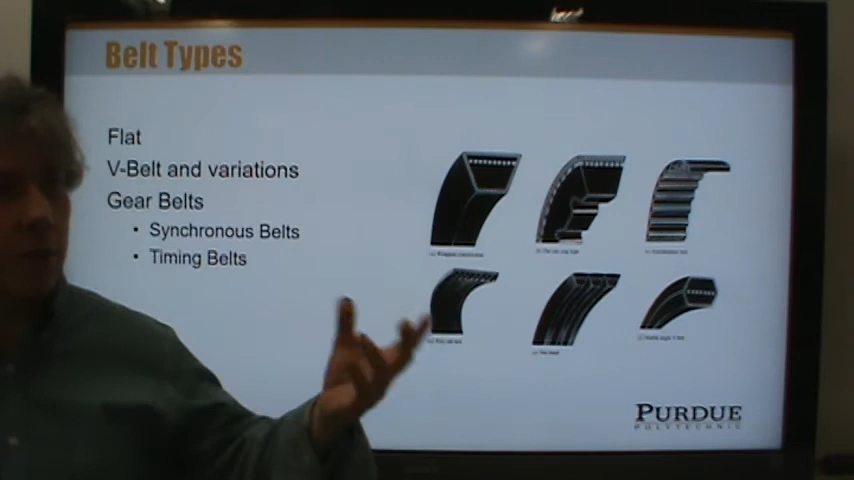 Belt Types
Flat
V-Belt and variations
Gear Belts
• Synchronous Belts
• Timing Belts
PURDUE
POLYTECHNIC